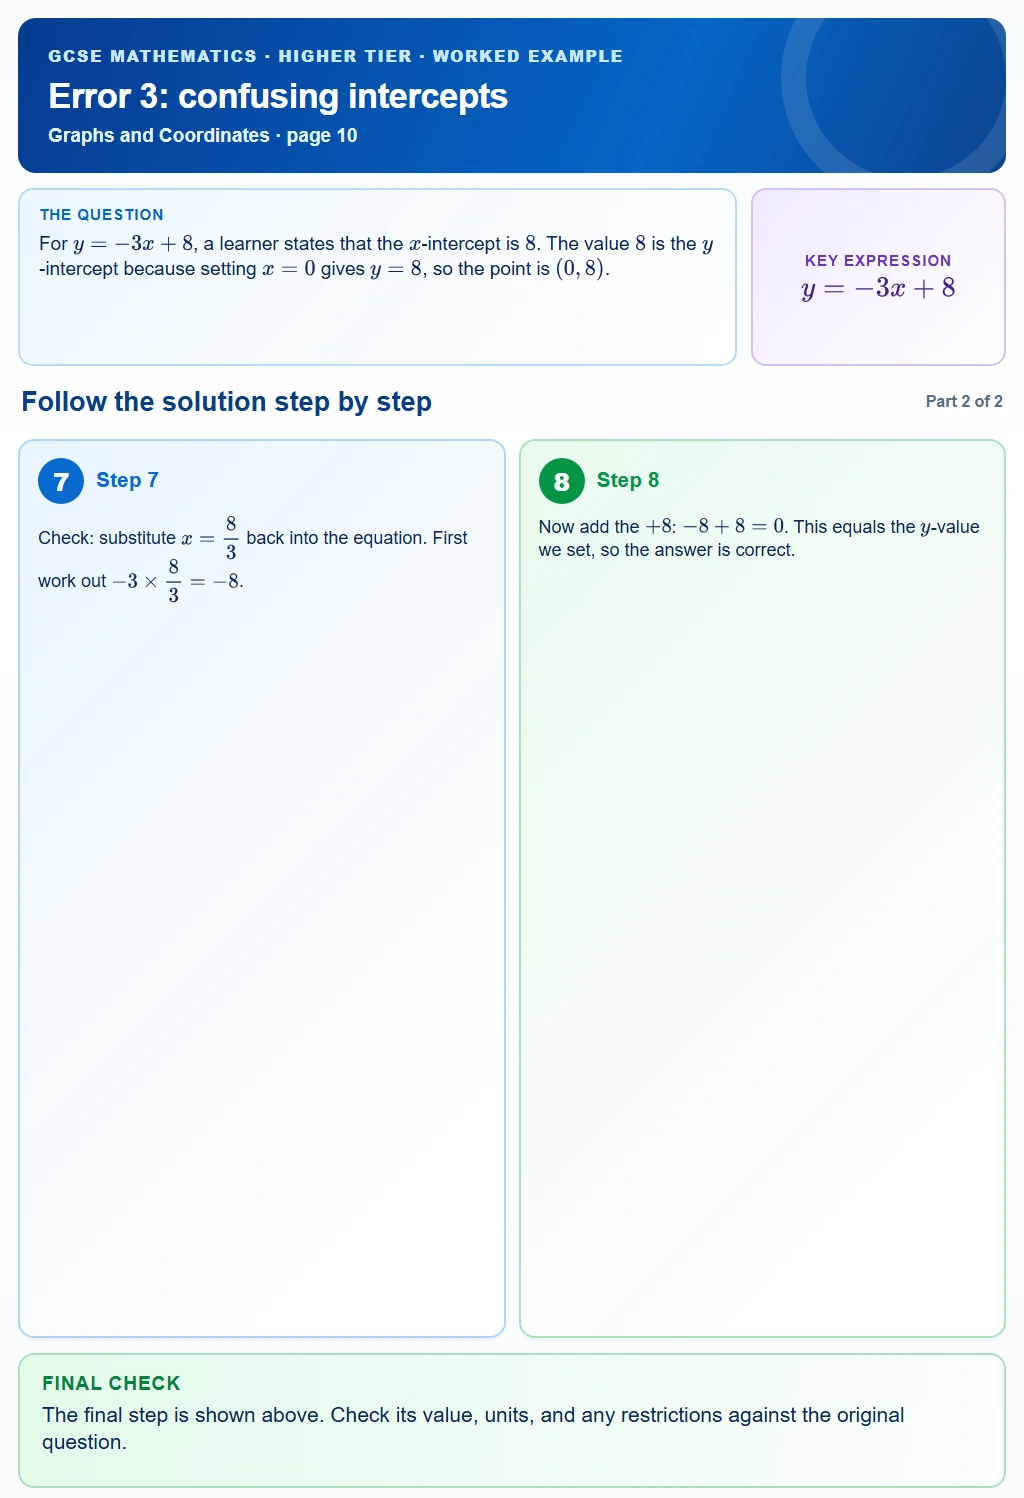 GCSE MATHEMATICS · HIGHER TIER · WORKED EXAMPLE
Error 3: confusing intercepts
Graphs and Coordinates · page 10
THE QUESTION
For y = −3x + 8, a learner states that the x-intercept is 8. The value 8 is the y
-intercept because setting x = 0 gives y = 8, so the point is (0, 8).
KEY EXPRESSION
y = −3x + 8
Follow the solution step by step
Part 2 of 2
7 Step 7
Check: substitute x = 8/3 back into the equation. First
work out −3 × 8/3 = −8.
8 Step 8
Now add the +8: −8 + 8 = 0. This equals the y-value
we set, so the answer is correct.
FINAL CHECK
The final step is shown above. Check its value, units, and any restrictions against the original
question.